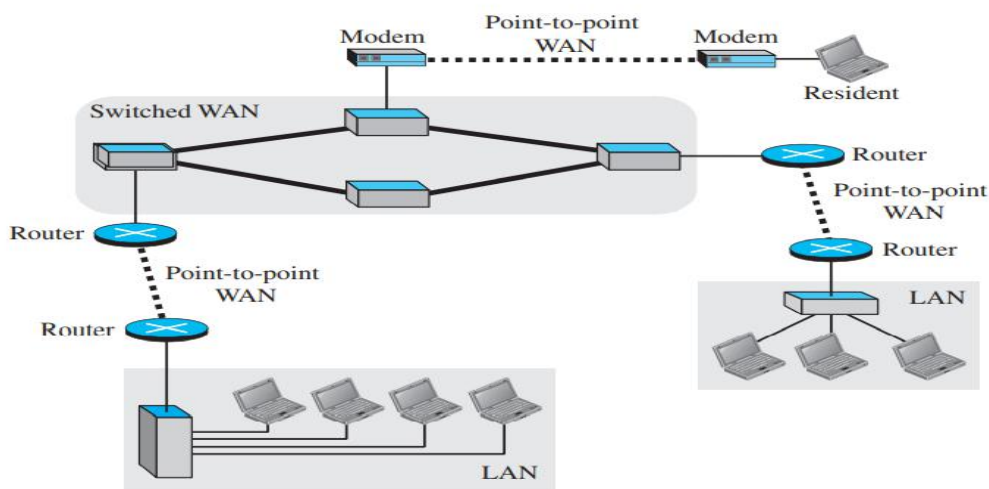 Point-to-point
WAN
Modem
Modem
Resident
Switched WAN
Router
Point-to-point
WAN
Router
Router
Point-to-point
WAN
Router
LAN
LAN